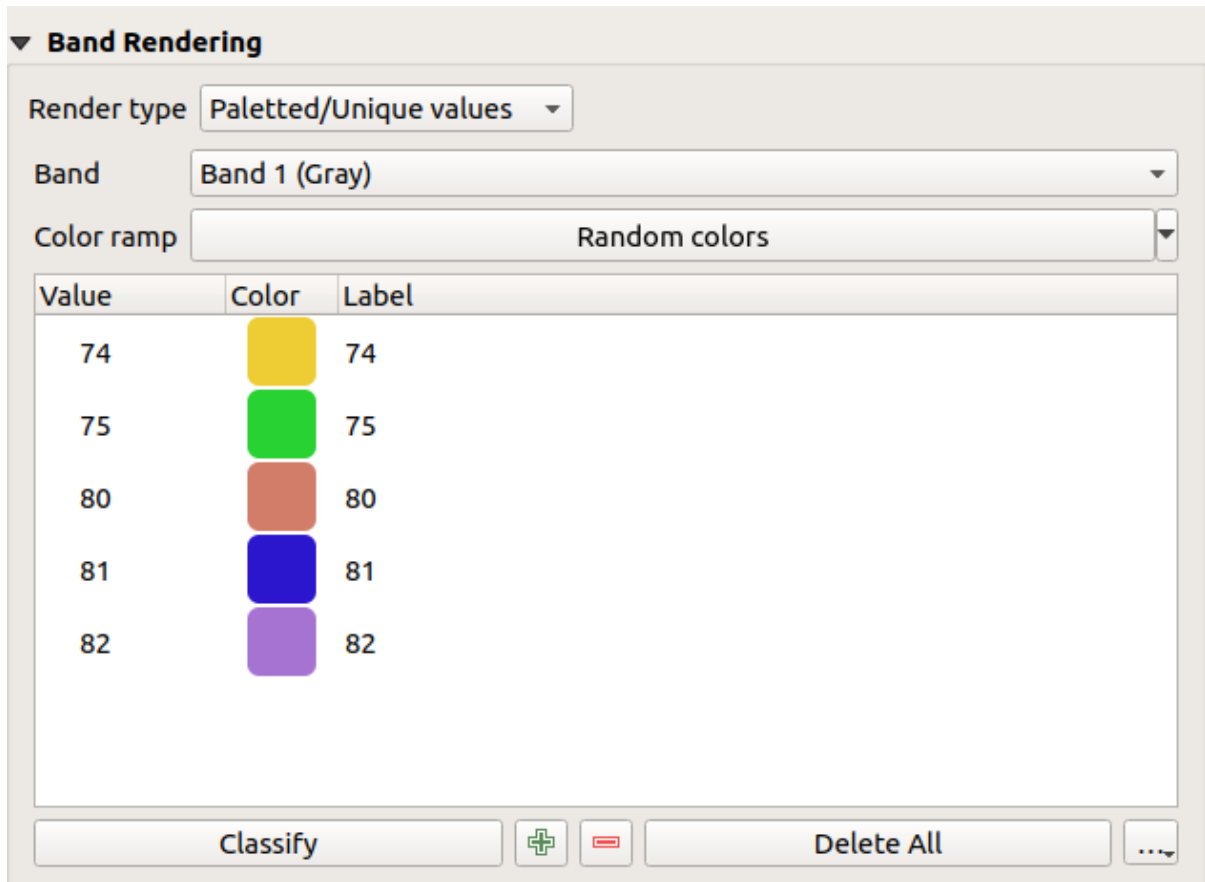 Band Rendering
Render type Paletted/Unique values
Band Band 1 (Gray)
Color ramp Random colors
Value Color Label
74 74
75 75
80 80
81 81
82 82
Classify Delete All ...